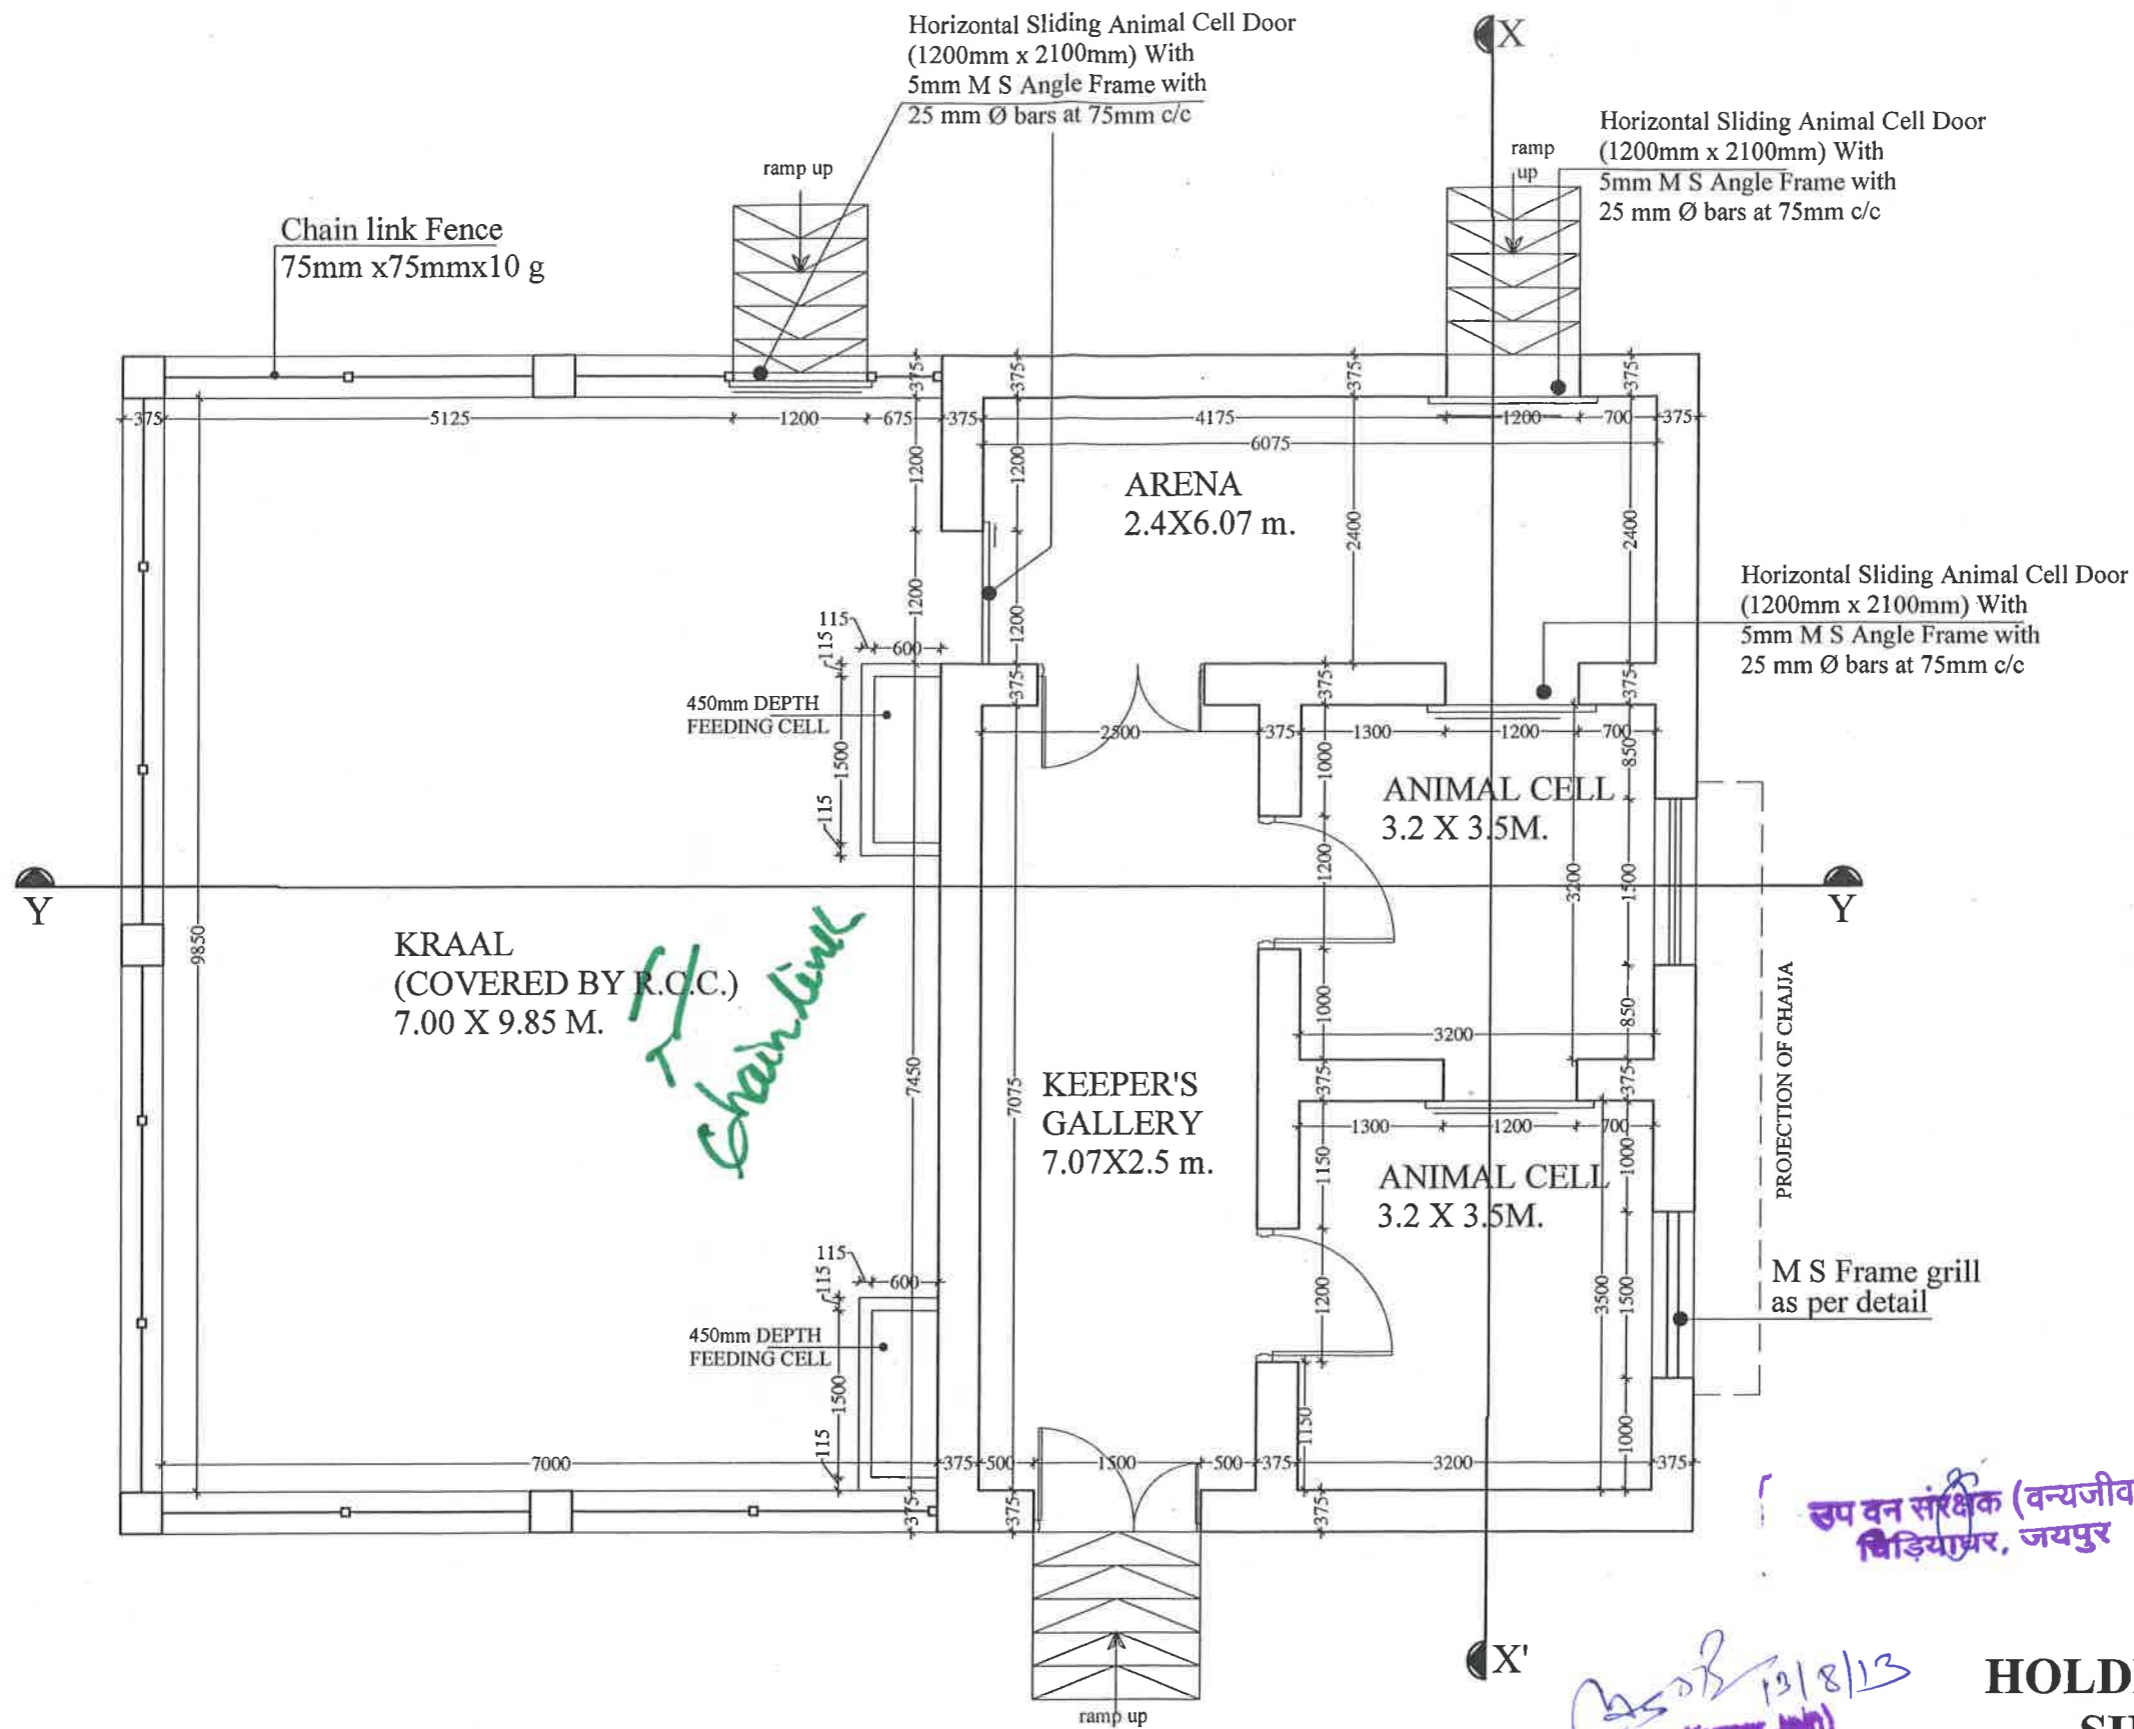 Horizontal Sliding Animal Cell Door
(1200mm x 2100mm) With
5mm M S Angle Frame with
25 mm Ø bars at 75mm c/c
X
Horizontal Sliding Animal Cell Door
(1200mm x 2100mm) With
5mm M S Angle Frame with
25 mm Ø bars at 75mm c/c
ramp up
ramp
up
Chain link Fence
75mm x75mmx10 g
375
5125
1200
675
375
4175
1200
700
375
6075
375
375
375
375
1200
1200
1200
1200
2400
2400
ARENA
2.4X6.07 m.
Horizontal Sliding Animal Cell Door
(1200mm x 2100mm) With
5mm M S Angle Frame with
25 mm Ø bars at 75mm c/c
115
600
115
1500
115
450mm DEPTH
FEEDING CELL
375
375
375
2500
375
1300
1200
700
1000
850
ANIMAL CELL
3.2 X 3.5M.
1200
3200
1500
Y
Y
9850
KRAAL
(COVERED BY R.C.C.)
7.00 X 9.85 M.
Chain link
7450
7075
1000
850
3200
375
375
PROJECTION OF CHAJJA
KEEPER'S
GALLERY
7.07X2.5 m.
1300
1200
700
1150
1000
ANIMAL CELL
3.2 X 3.5M.
1200
3500
1500
M S Frame grill
as per detail
115
600
115
1500
115
450mm DEPTH
FEEDING CELL
1150
1000
7000
375
500
1500
500
375
3200
375
375
375
375
उप वन संरक्षक (वन्यजीव
चिड़ियाघर, जयपुर
ramp up
X'
13/8/13
HOLD